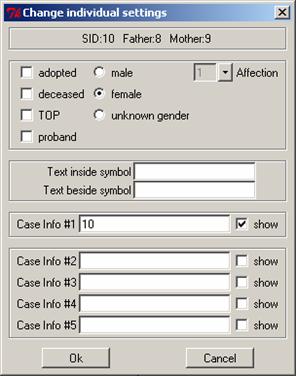 Change individual settings
SID:10 Father:8 Mother:9
adopted male 1 Affection
deceased female
TOP unknown gender
proband
Text inside symbol
Text beside symbol
Case Info #1 10 show
Case Info #2 show
Case Info #3 show
Case Info #4 show
Case Info #5 show
Ok Cancel